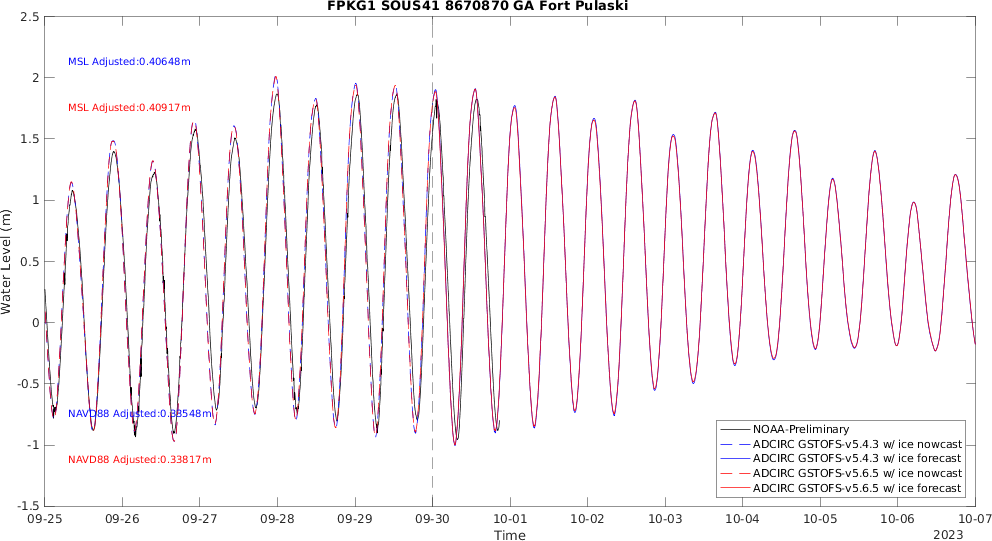 FPKG1 SOUS41 8670870 GA Fort Pulaski
2.5
2
1.5
1
0.5
0
-0.5
-1
-1.5
Water Level (m)
MSL Adjusted:0.40648m
MSL Adjusted:0.40917m
NAVD88 Adjusted:0.33548m
NAVD88 Adjusted:0.33817m
NOAA-Preliminary
ADCIRC GSTOFS-v5.4.3 w/ ice nowcast
ADCIRC GSTOFS-v5.4.3 w/ ice forecast
ADCIRC GSTOFS-v5.6.5 w/ ice nowcast
ADCIRC GSTOFS-v5.6.5 w/ ice forecast
09-25 09-26 09-27 09-28 09-29 09-30 10-01 10-02 10-03 10-04 10-05 10-06 10-07
Time
2023